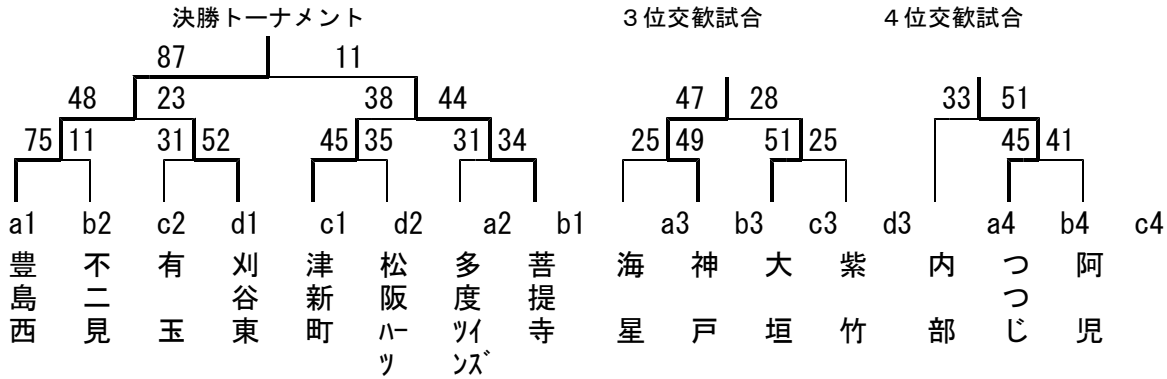 決勝トーナメント ３位交歓試合 ４位交歓試合
87 11
48 23 38 44 47 28 33 51
75 11 31 52 45 35 31 34 25 49 51 25 45 41
a1 b2 c2 d1 c1 d2 a2 b1 a3 b3 c3 d3 a4 b4 c4
豊島西 不二見 有玉 刈谷東 津新町 松阪ﾊｰﾂ 多度ﾂｲﾝｽﾞ 菩提寺 海星 神戸 大垣 紫竹 内部 つつじ 阿児